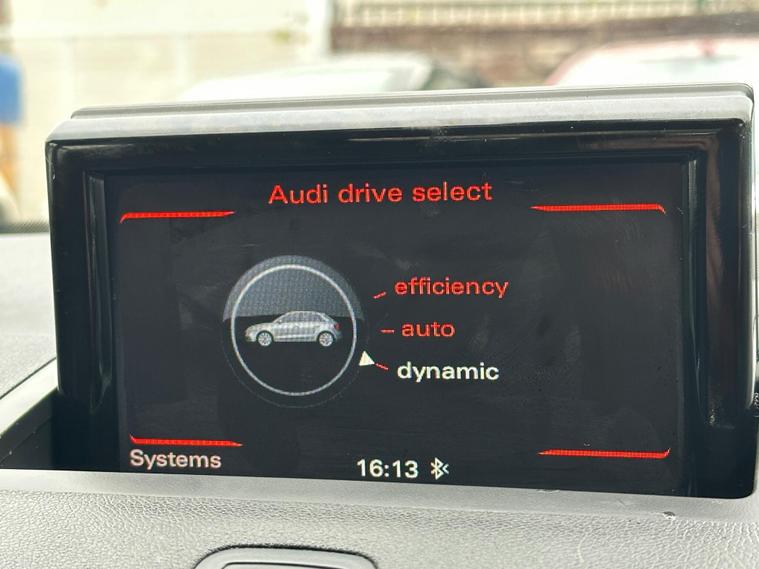 Audi drive select
efficiency
auto
dynamic
Systems
16:13